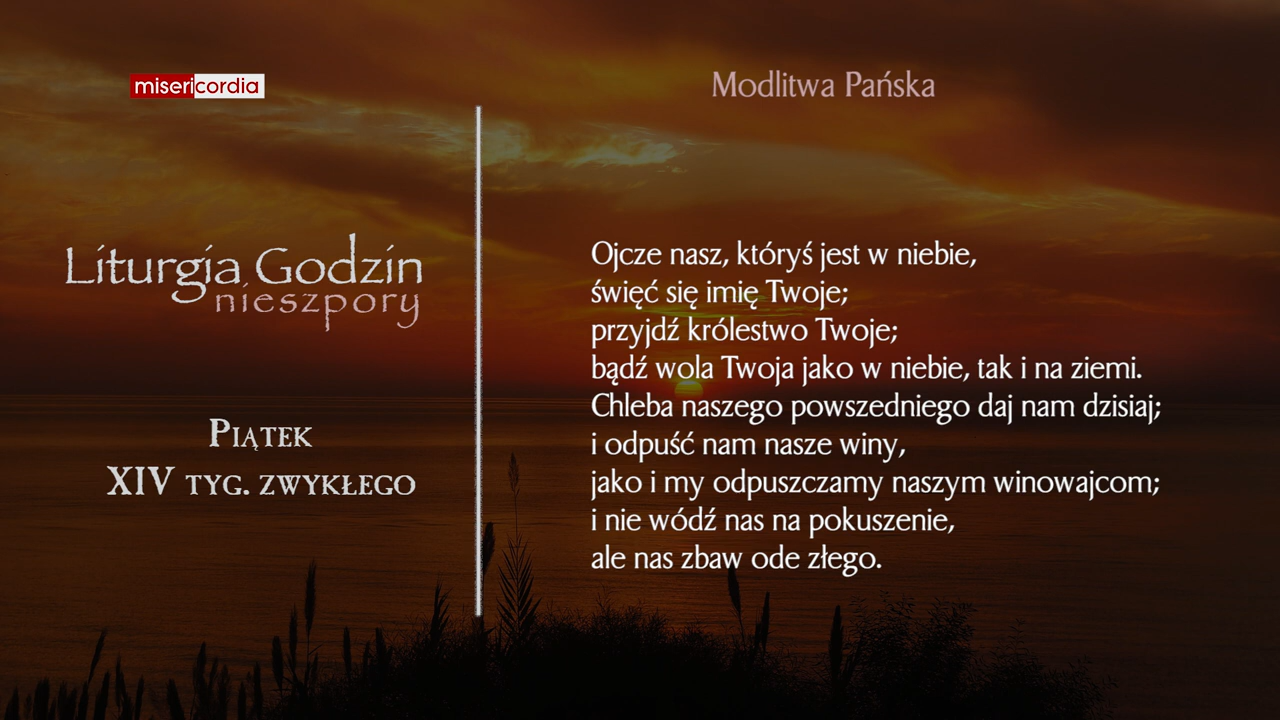 misericordia
Liturgia Godzin
nieszpory
Piątek
XIV tyg. zwykłego
Modlitwa Pańska
Ojcze nasz, któryś jest w niebie,
święć się imię Twoje;
przyjdź królestwo Twoje;
bądź wola Twoja jako w niebie, tak i na ziemi.
Chleba naszego powszedniego daj nam dzisiaj;
i odpuść nam nasze winy,
jako i my odpuszczamy naszym winowajcom;
i nie wódź nas na pokuszenie,
ale nas zbaw ode złego.